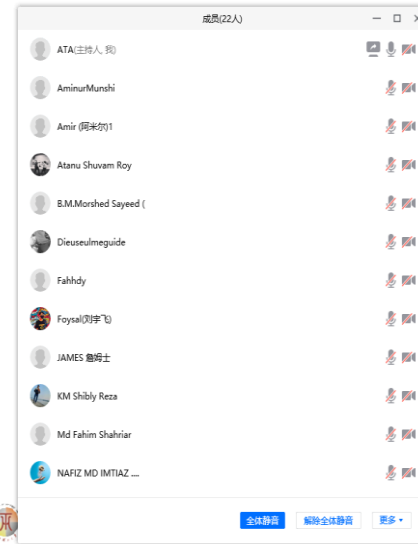 成员(22人)
ATA(主持人, 我)
AminurMunshi
Amir (阿米尔)1
Atanu Shuvam Roy
B.M.Morshed Sayeed (
Dieuseulmeguide
Fahhdy
Foysal(刘宇飞)
JAMES 詹姆士
KM Shibly Reza
Md Fahim Shahriar
NAFIZ MD IMTIAZ ....
全体静音 解除全体静音 更多